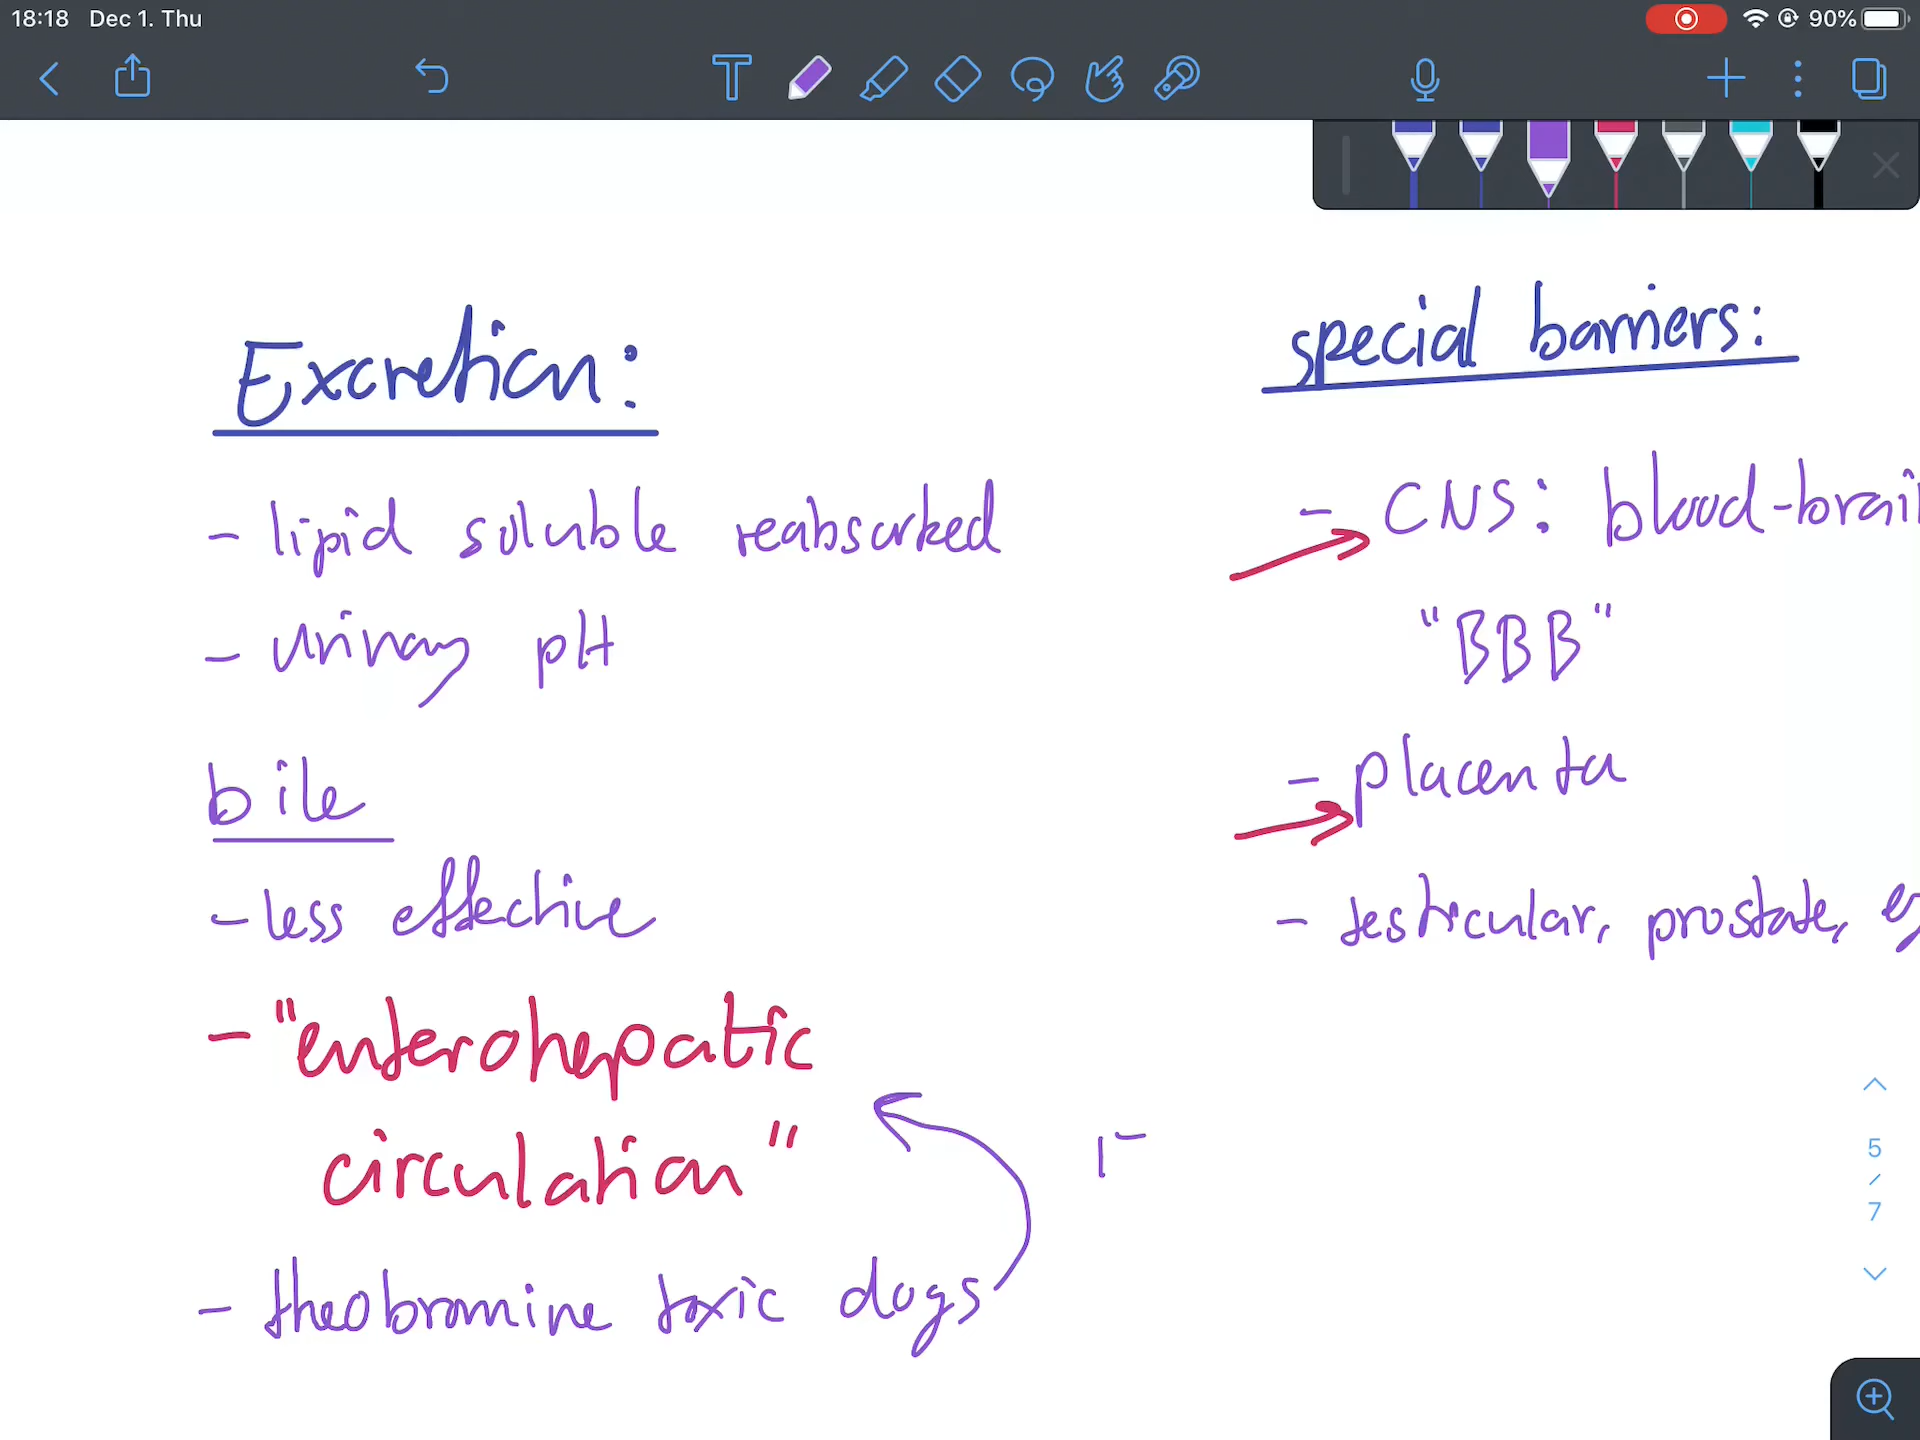 18:18 Dec 1. Thu
90%
Excretion:
- lipid soluble reabsorbed
- urinary pH
bile
- less effective
- "enterohepatic
circulation"
- theobromine toxic dogs
special barriers:
- CNS: blood-brai
"BBB"
- placenta
- testicular, prostate,
5
/
7